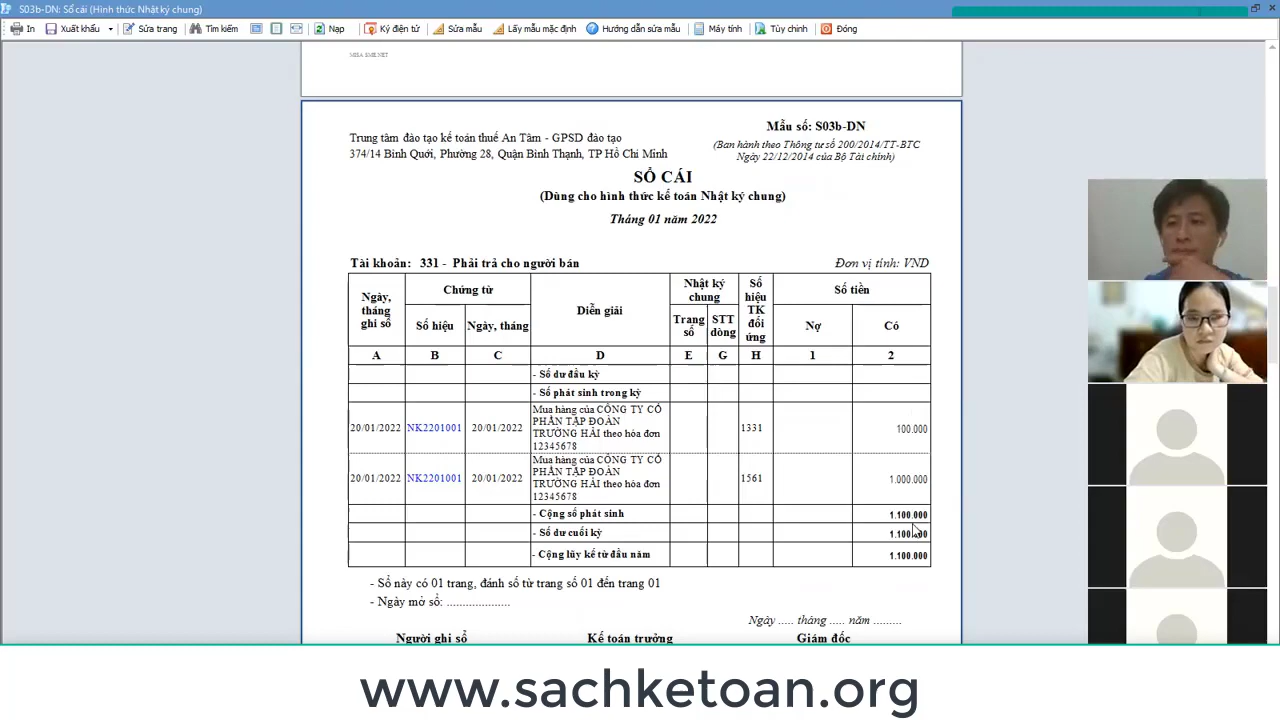 S03b-DN: Sổ cái (Hình thức Nhật ký chung)
In Xuất khẩu Sửa trang Tìm kiếm Nạp Ký điện tử Sửa mẫu Lấy mẫu mặc định Hướng dẫn sửa mẫu Máy tính Tùy chỉnh Đóng
MISA SME.NET
Trung tâm đào tạo kế toán thuế An Tâm - GPSD đào tạo
374/14 Bình Quới, Phường 28, Quận Bình Thạnh, TP Hồ Chí Minh
Mẫu số: S03b-DN
(Ban hành theo Thông tư số 200/2014/TT-BTC
Ngày 22/12/2014 của Bộ Tài chính)
SỔ CÁI
(Dùng cho hình thức kế toán Nhật ký chung)
Tháng 01 năm 2022
Tài khoản: 331 - Phải trả cho người bán
Đơn vị tính: VND
Ngày, tháng ghi sổ Chứng từ Diễn giải Nhật ký chung Số hiệu TK đối ứng Số tiền
Số hiệu Ngày, tháng Trang số STT dòng Nợ Có
A B C D E G H 1 2
- Số dư đầu kỳ
- Số phát sinh trong kỳ
20/01/2022 NK2201001 20/01/2022 Mua hàng của CÔNG TY CỔ
PHẦN TẬP ĐOÀN
TRƯỜNG HẢI theo hóa đơn
12345678 1331 100.000
20/01/2022 NK2201001 20/01/2022 Mua hàng của CÔNG TY CỔ
PHẦN TẬP ĐOÀN
TRƯỜNG HẢI theo hóa đơn
12345678 1561 1.000.000
- Cộng số phát sinh 1.100.000
- Số dư cuối kỳ 1.100.000
- Cộng lũy kế từ đầu năm 1.100.000
- Sổ này có 01 trang, đánh số từ trang số 01 đến trang 01
- Ngày mở sổ: ....................
Ngày ..... tháng ..... năm .........
Người ghi sổ Kế toán trưởng Giám đốc
www.sachketoan.org